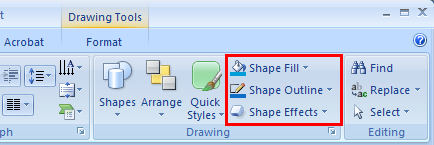 Drawing Tools
Acrobat Format
Shapes Arrange Quick Styles
Shape Fill
Shape Outline
Shape Effects
Find
Replace
Select
Drawing Editing